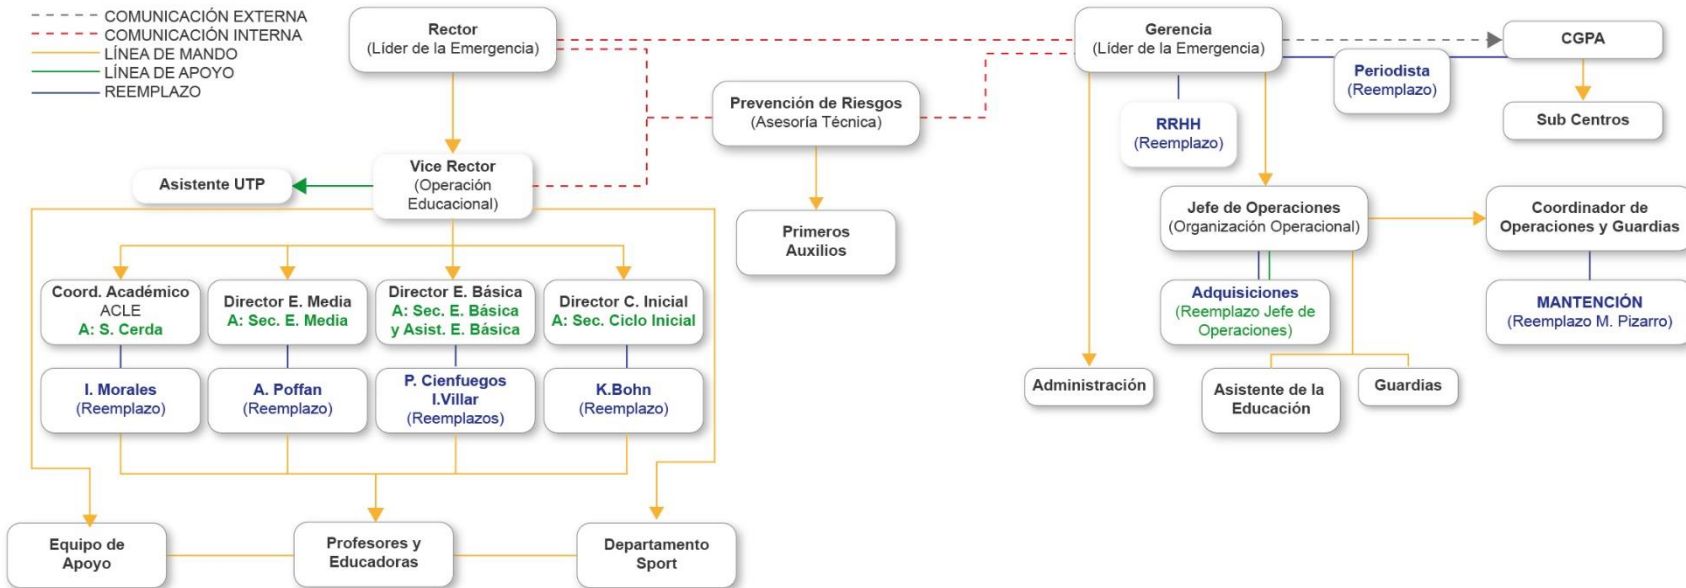 COMUNICACIÓN EXTERNA
COMUNICACIÓN INTERNA
LÍNEA DE MANDO
LÍNEA DE APOYO
REEMPLAZO
Rector
(Líder de la Emergencia)
Gerencia
(Líder de la Emergencia)
CGPA
Periodista
(Reemplazo)
Prevención de Riesgos
(Asesoría Técnica)
RRHH
(Reemplazo)
Sub Centros
Asistente UTP
Vice Rector
(Operación
Educacional)
Primeros
Auxilios
Jefe de Operaciones
(Organización Operacional)
Coordinador de
Operaciones y Guardias
Coord. Académico
ACLE
A: S. Cerda
Director E. Media
A: Sec. E. Media
Director E. Básica
A: Sec. E. Básica
y Asist. E. Básica
Director C. Inicial
A: Sec. Ciclo Inicial
Adquisiciones
(Reemplazo Jefe de
Operaciones)
MANTENCIÓN
(Reemplazo M. Pizarro)
I. Morales
(Reemplazo)
A. Poffan
(Reemplazo)
P. Cienfuegos
I.Villar
(Reemplazos)
K.Bohn
(Reemplazo)
Administración
Asistente de la
Educación
Guardias
Equipo de
Apoyo
Profesores y
Educadoras
Departamento
Sport